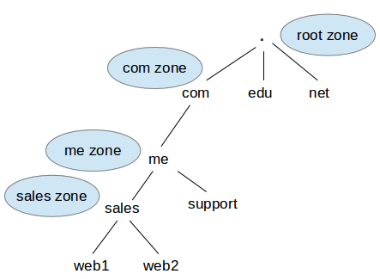 .
root zone
com zone
com
edu
net
me zone
me
sales zone
sales
support
web1
web2